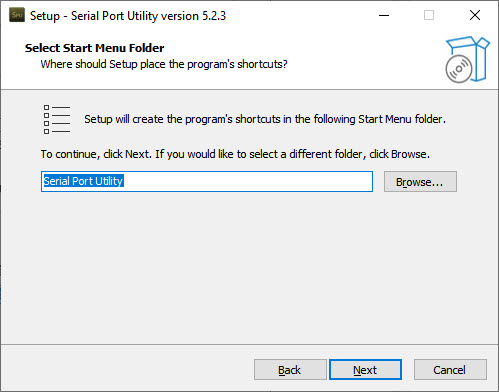 Spu Setup - Serial Port Utility version 5.2.3
Select Start Menu Folder
Where should Setup place the program's shortcuts?
Setup will create the program's shortcuts in the following Start Menu folder.
To continue, click Next. If you would like to select a different folder, click Browse.
Serial Port Utility Browse...
Back Next Cancel